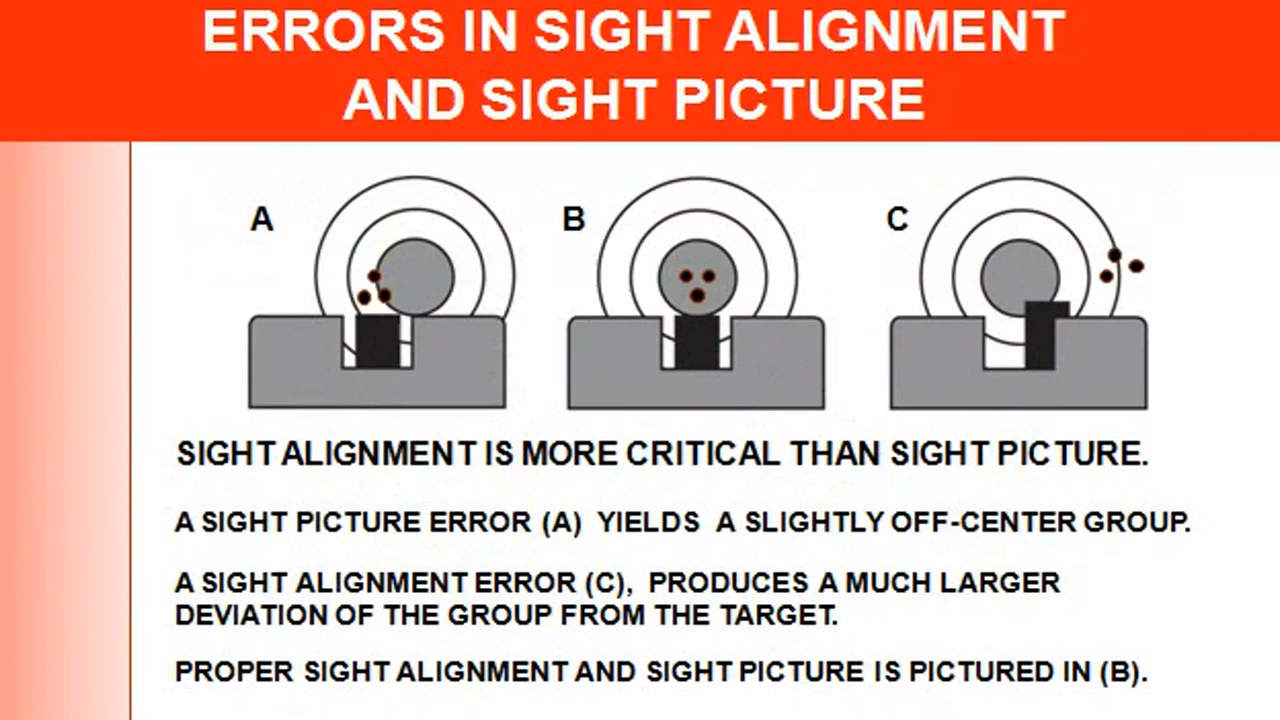 ERRORS IN SIGHT ALIGNMENT
AND SIGHT PICTURE
A
B
C
SIGHT ALIGNMENT IS MORE CRITICAL THAN SIGHT PICTURE.
A SIGHT PICTURE ERROR (A) YIELDS A SLIGHTLY OFF-CENTER GROUP.
A SIGHT ALIGNMENT ERROR (C), PRODUCES A MUCH LARGER
DEVIATION OF THE GROUP FROM THE TARGET.
PROPER SIGHT ALIGNMENT AND SIGHT PICTURE IS PICTURED IN (B).